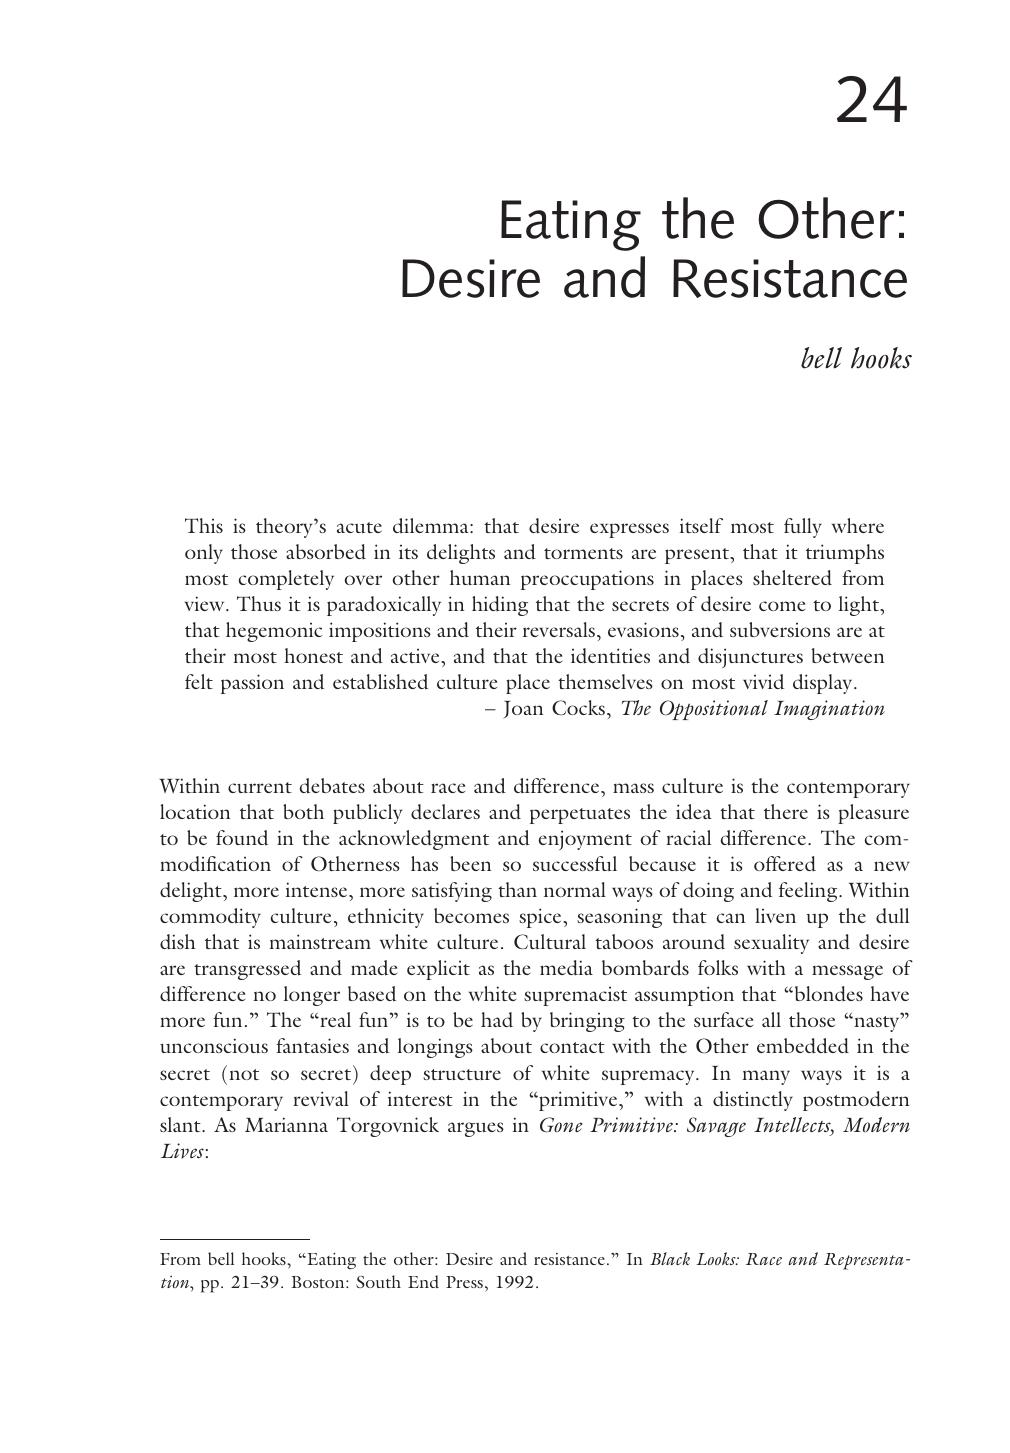 24
Eating the Other:
Desire and Resistance
bell hooks
This is theory’s acute dilemma: that desire expresses itself most fully where
only those absorbed in its delights and torments are present, that it triumphs
most completely over other human preoccupations in places sheltered from
view. Thus it is paradoxically in hiding that the secrets of desire come to light,
that hegemonic impositions and their reversals, evasions, and subversions are at
their most honest and active, and that the identities and disjunctures between
felt passion and established culture place themselves on most vivid display.
– Joan Cocks, The Oppositional Imagination
Within current debates about race and difference, mass culture is the contemporary
location that both publicly declares and perpetuates the idea that there is pleasure
to be found in the acknowledgment and enjoyment of racial difference. The com-
modification of Otherness has been so successful because it is offered as a new
delight, more intense, more satisfying than normal ways of doing and feeling. Within
commodity culture, ethnicity becomes spice, seasoning that can liven up the dull
dish that is mainstream white culture. Cultural taboos around sexuality and desire
are transgressed and made explicit as the media bombards folks with a message of
difference no longer based on the white supremacist assumption that “blondes have
more fun.” The “real fun” is to be had by bringing to the surface all those “nasty”
unconscious fantasies and longings about contact with the Other embedded in the
secret (not so secret) deep structure of white supremacy. In many ways it is a
contemporary revival of interest in the “primitive,” with a distinctly postmodern
slant. As Marianna Torgovnick argues in Gone Primitive: Savage Intellects, Modern
Lives:
From bell hooks, “Eating the other: Desire and resistance.” In Black Looks: Race and Representa-
tion, pp. 21–39. Boston: South End Press, 1992.